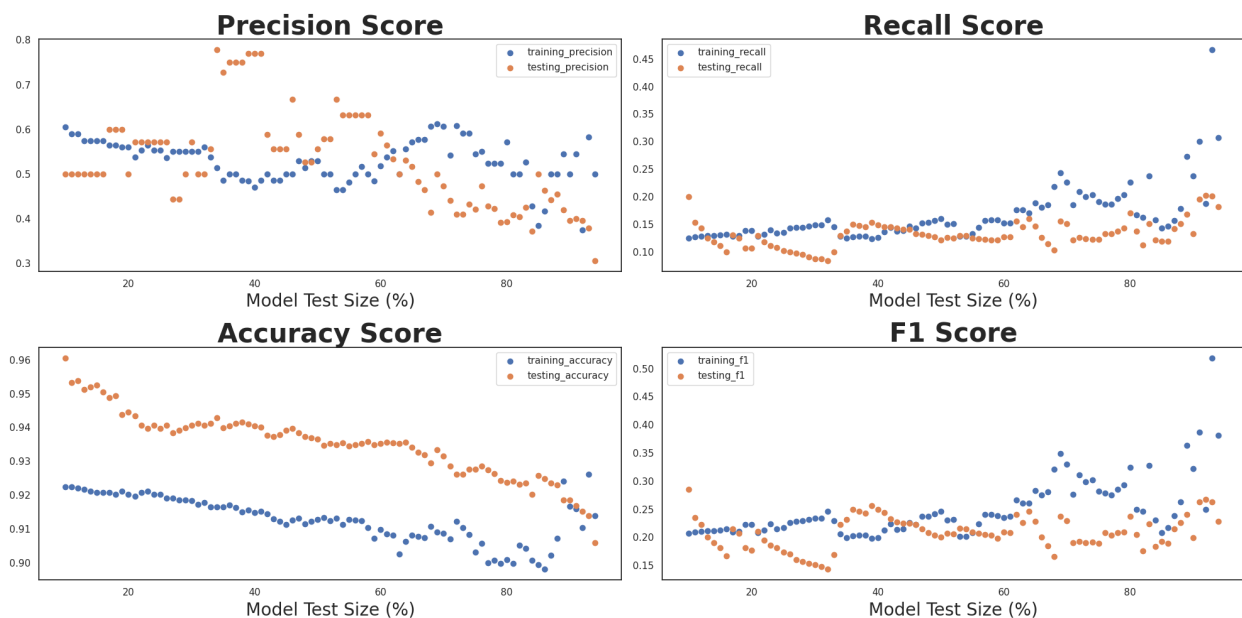 Precision Score
0.8
0.7
0.6
0.5
0.4
0.3
training_precision
testing_precision
20
40
60
80
Model Test Size (%)
Recall Score
0.45
0.40
0.35
0.30
0.25
0.20
0.15
0.10
training_recall
testing_recall
20
40
60
80
Model Test Size (%)
Accuracy Score
0.96
0.95
0.94
0.93
0.92
0.91
0.90
training_accuracy
testing_accuracy
20
40
60
80
Model Test Size (%)
F1 Score
0.50
0.45
0.40
0.35
0.30
0.25
0.20
0.15
training_f1
testing_f1
20
40
60
80
Model Test Size (%)